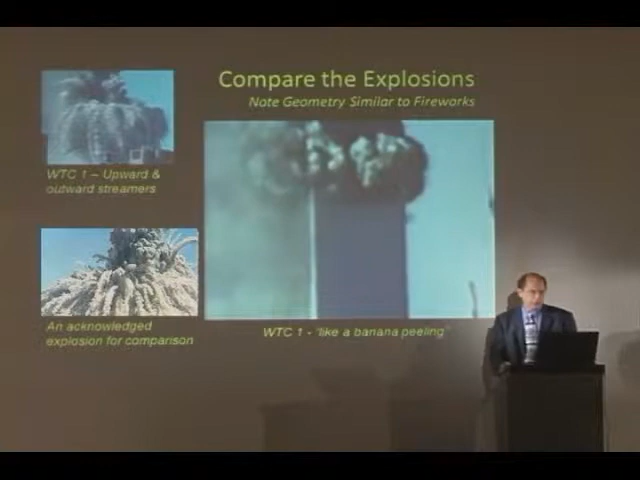 Compare the Explosions
Note Geometry Similar to Fireworks
WTC 1 – Upward &
outward streamers
An acknowledged
explosion for comparison
WTC 1 - 'like a banana peeling'